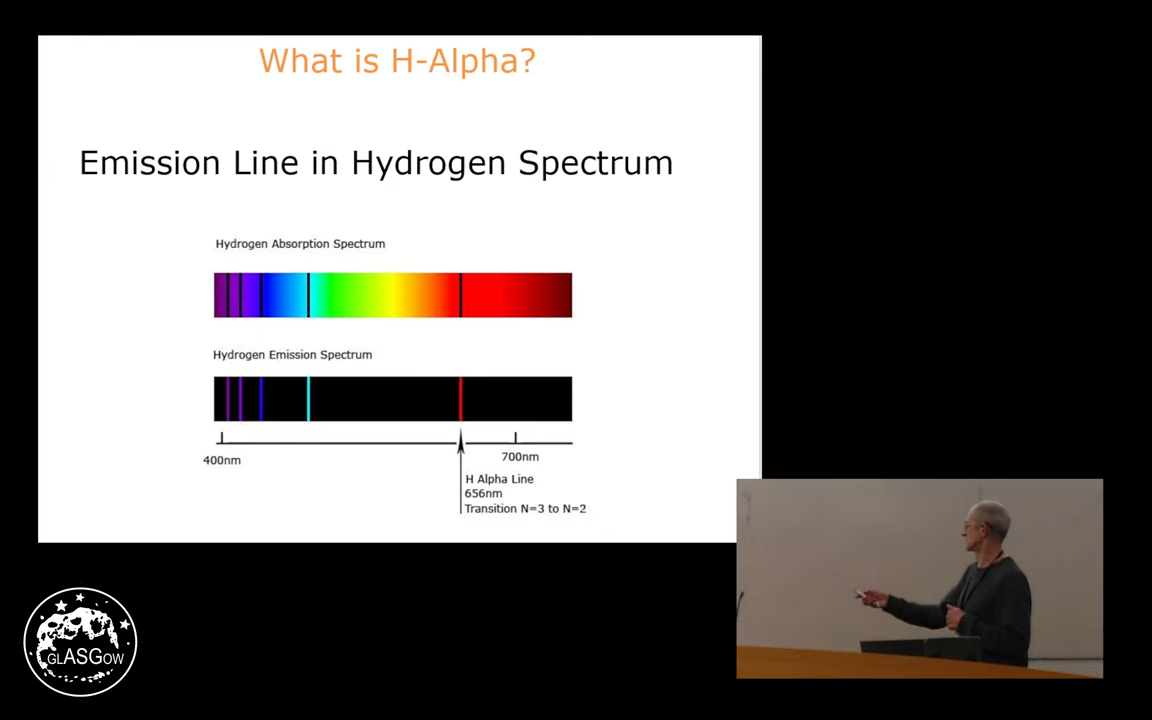 What is H-Alpha?
Emission Line in Hydrogen Spectrum
Hydrogen Absorption Spectrum
Hydrogen Emission Spectrum
400nm
700nm
H Alpha Line
656nm
Transition N=3 to N=2
GLASGOW